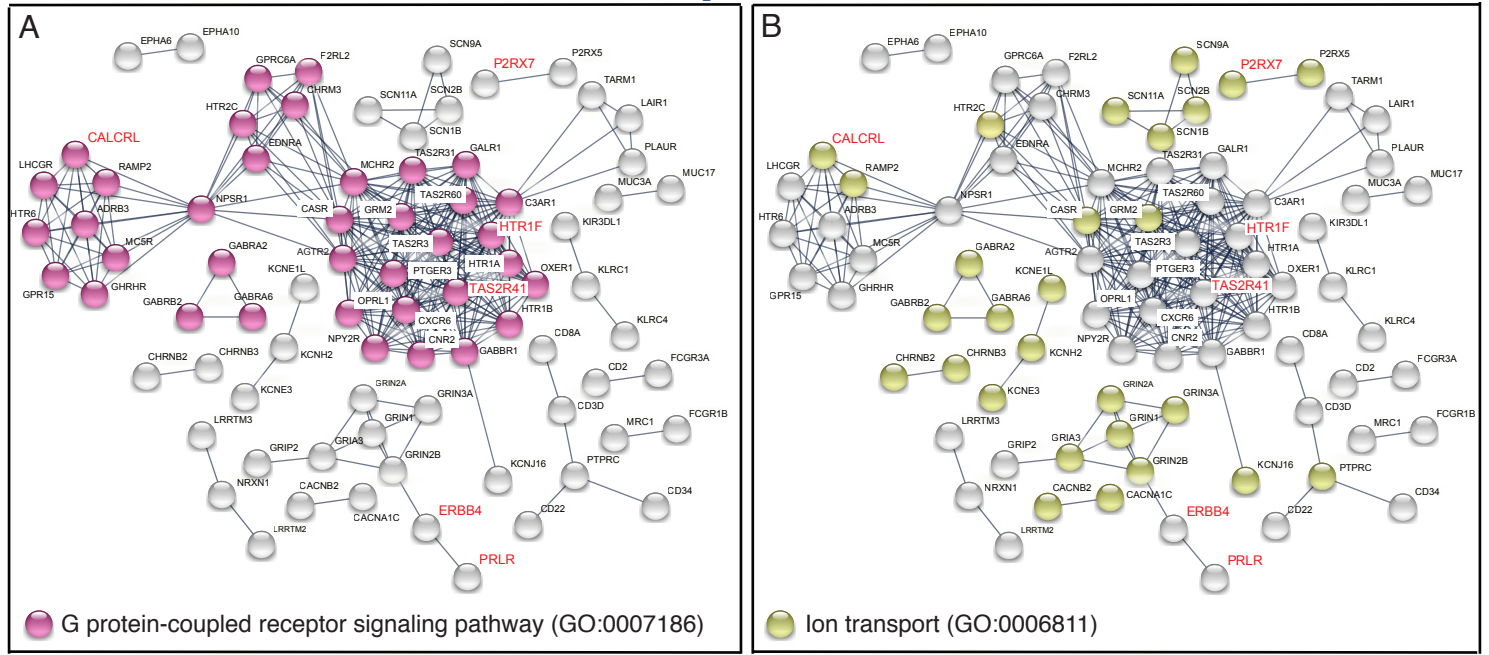 A
EPHA6
EPHA10
GPRC6A
F2RL2
SCN9A
P2RX7
P2RX5
TARM1
HTR2C
CHRM3
SCN11A
SCN2B
LAIR1
SCN1B
CALCRL
EDNRA
PLAUR
LHCGR
RAMP2
MCHR2
TAS2R31
GALR1
MUC3A
MUC17
NPSR1
TAS2R60
C3AR1
HTR6
ADRB3
CASR
GRM2
HTR1F
KIR3DL1
MC5R
GABRA2
AGTR2
TAS2R3
HTR1A
KCNE1L
PTGER3
OXER1
KLRC1
GPR15
GHRHR
GABRB2
GABRA6
OPRL1
TAS2R41
HTR1B
CXCR6
KLRC4
NPY2R
CNR2
GABBR1
CD8A
CHRNB2
CHRNB3
KCNH2
CD2
FCGR3A
KCNE3
GRIN2A
GRIN3A
CD3D
LRRTM3
GRIN1
MRC1
FCGR1B
GRIP2
GRIA3
GRIN2B
KCNJ16
PTPRC
NRXN1
CACNB2
CACNA1C
CD34
LRRTM2
ERBB4
CD22
PRLR
G protein-coupled receptor signaling pathway (GO:0007186)
B
EPHA6
EPHA10
GPRC6A
F2RL2
SCN9A
P2RX7
P2RX5
TARM1
HTR2C
CHRM3
SCN11A
SCN2B
LAIR1
SCN1B
CALCRL
EDNRA
PLAUR
LHCGR
RAMP2
MCHR2
TAS2R31
GALR1
MUC3A
MUC17
NPSR1
TAS2R60
C3AR1
HTR6
ADRB3
CASR
GRM2
HTR1F
KIR3DL1
MC5R
GABRA2
AGTR2
TAS2R3
HTR1A
KCNE1L
PTGER3
OXER1
KLRC1
GPR15
GHRHR
GABRB2
GABRA6
OPRL1
TAS2R41
HTR1B
CXCR6
KLRC4
NPY2R
CNR2
GABBR1
CD8A
CHRNB2
CHRNB3
KCNH2
CD2
FCGR3A
KCNE3
GRIN2A
GRIN3A
CD3D
LRRTM3
GRIN1
MRC1
FCGR1B
GRIP2
GRIA3
GRIN2B
KCNJ16
PTPRC
NRXN1
CACNB2
CACNA1C
CD34
LRRTM2
ERBB4
CD22
PRLR
Ion transport (GO:0006811)